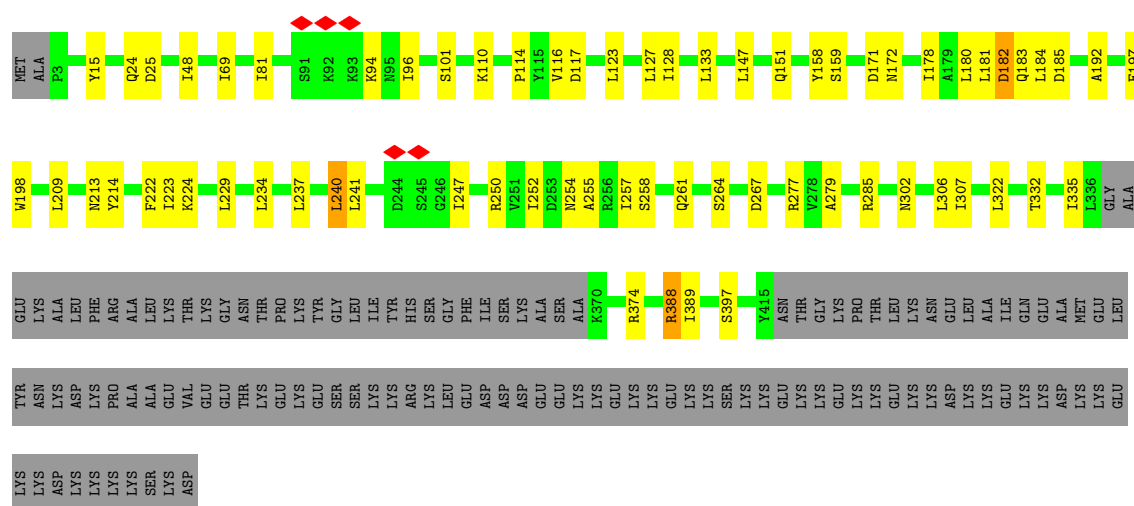 MET ALA P3 Y15 Q24 D25 I48 I69 I81 S91 K92 K93 K94 N95 I96 S101 K110 P114 Y115 V116 D117 L123 L127 I128 L133 L147 Q151 Y158 S159 D171 N172 I178 A179 L180 L181 D182 Q183 L184 D185 A192 E197
W198 L209 N213 Y214 F222 I223 K224 L229 L234 L237 L240 L241 D244 S245 G246 I247 R250 V251 I252 D253 N254 A255 R256 I257 S258 Q261 S264 D267 R277 V278 A279 R285 N302 L306 I307 L322 T332 I335 L336 GLY ALA
GLU LYS ALA LEU PHE ARG ALA LEU LYS THR LYS GLY ASN THR PRO LYS TYR GLY LEU ILE TYR HIS SER GLY PHE ILE SER LYS ALA SER ALA K370 R374 R388 I389 S397 Y415 ASN THR GLY LYS PRO THR LEU LYS ASN GLU LEU ALA ILE GLN GLU ALA MET GLU LEU
TYR ASN LYS ASP LYS PRO ALA ALA GLU VAL GLU GLU THR LYS GLU LYS GLU SER SER LYS LYS ARG LYS LEU GLU ASP ASP ASP GLU GLU LYS LYS GLU LYS LYS GLU LYS LYS SER LYS LYS GLU LYS LYS GLU LYS LYS GLU LYS LYS ASP LYS LYS GLU LYS LYS ASP LYS LYS GLU
LYS LYS ASP LYS LYS LYS LYS SER LYS ASP